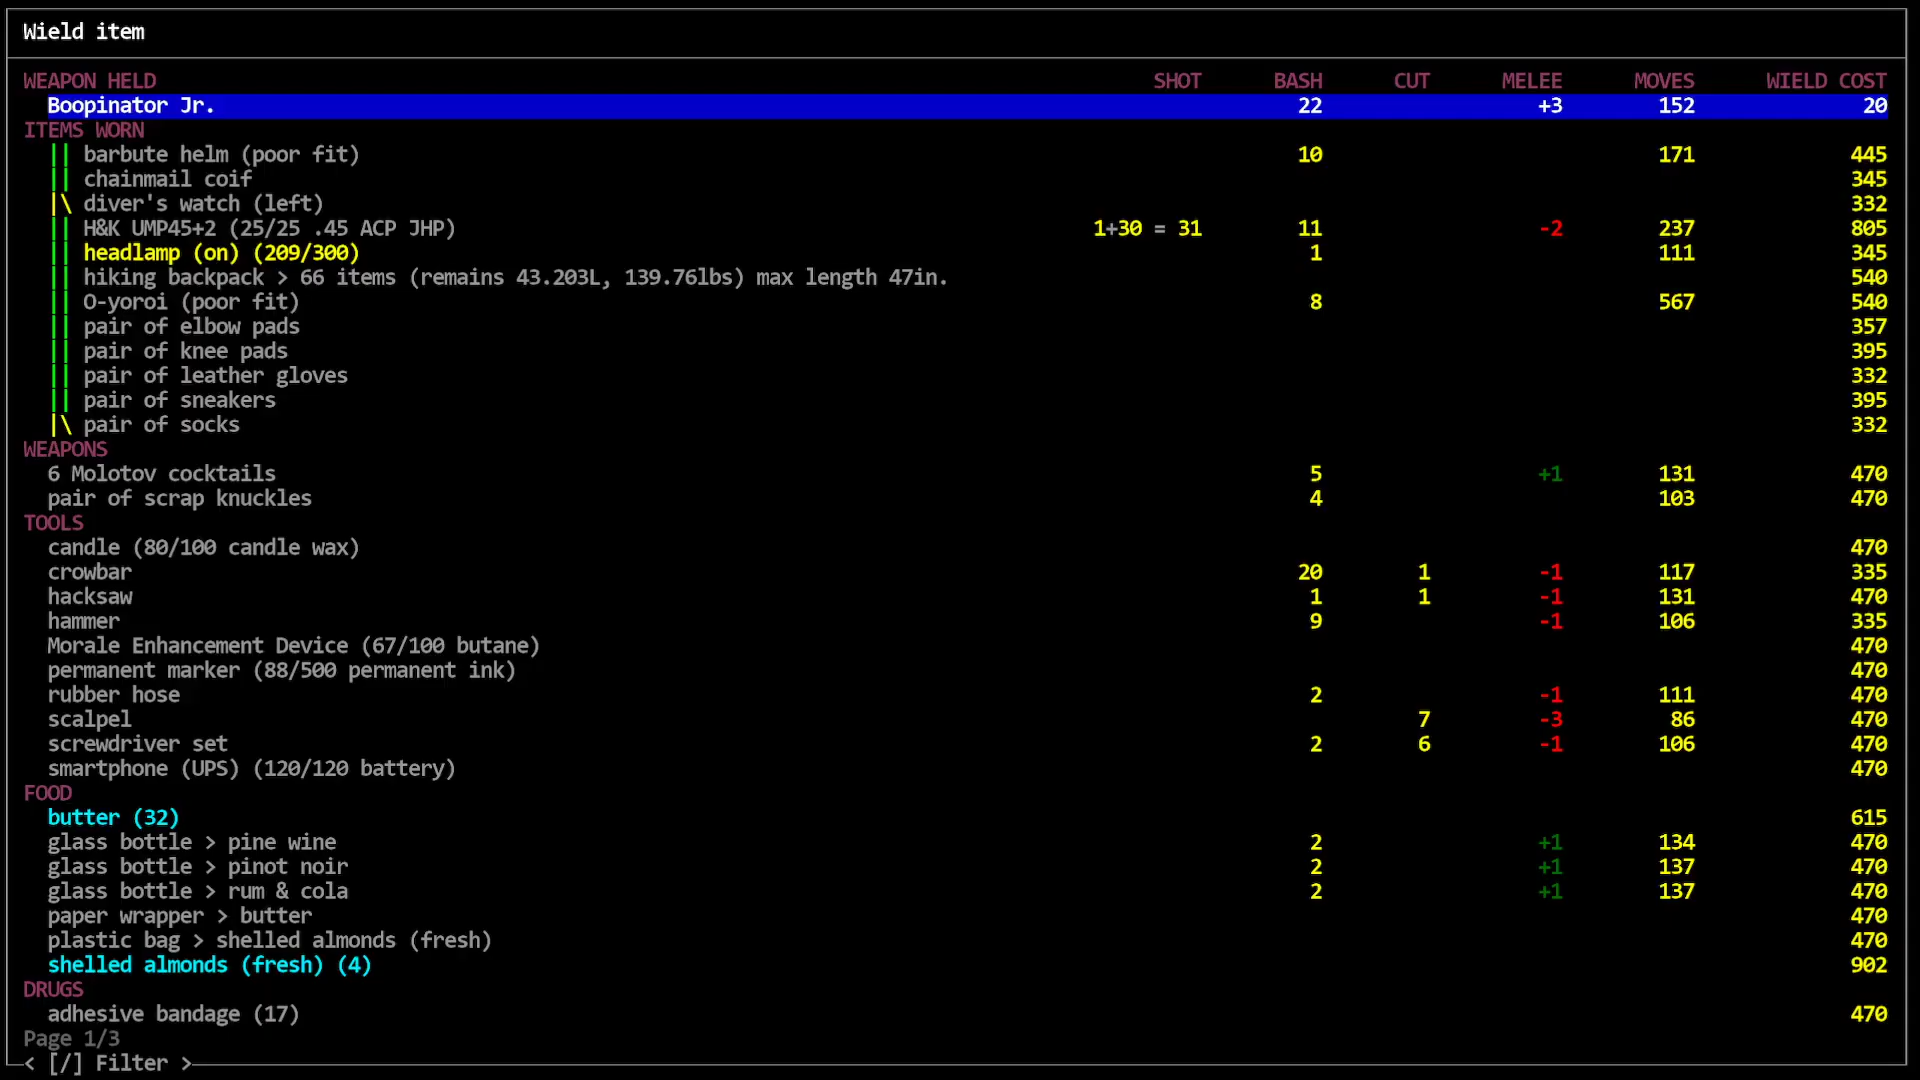 Wield item
WEAPON HELD SHOT BASH CUT MELEE MOVES WIELD COST
Boopinator Jr. 22 +3 152 20
ITEMS WORN
|| barbute helm (poor fit) 10 171 445
|| chainmail coif 345
|\ diver's watch (left) 332
|| H&K UMP45+2 (25/25 .45 ACP JHP) 1+30 = 31 11 -2 237 805
|| headlamp (on) (209/300) 1 111 345
|| hiking backpack > 66 items (remains 43.203L, 139.76lbs) max length 47in. 540
|| O-yoroi (poor fit) 8 567 540
|| pair of elbow pads 357
|| pair of knee pads 395
|| pair of leather gloves 332
|| pair of sneakers 395
|\ pair of socks 332
WEAPONS
6 Molotov cocktails 5 +1 131 470
pair of scrap knuckles 4 103 470
TOOLS
candle (80/100 candle wax) 470
crowbar 20 1 -1 117 335
hacksaw 1 1 -1 131 470
hammer 9 -1 106 335
Morale Enhancement Device (67/100 butane) 470
permanent marker (88/500 permanent ink) 470
rubber hose 2 -1 111 470
scalpel 7 -3 86 470
screwdriver set 2 6 -1 106 470
smartphone (UPS) (120/120 battery) 470
FOOD
butter (32) 615
glass bottle > pine wine 2 +1 134 470
glass bottle > pinot noir 2 +1 137 470
glass bottle > rum & cola 2 +1 137 470
paper wrapper > butter 470
plastic bag > shelled almonds (fresh) 470
shelled almonds (fresh) (4) 902
DRUGS
adhesive bandage (17) 470
Page 1/3
< [/] Filter >